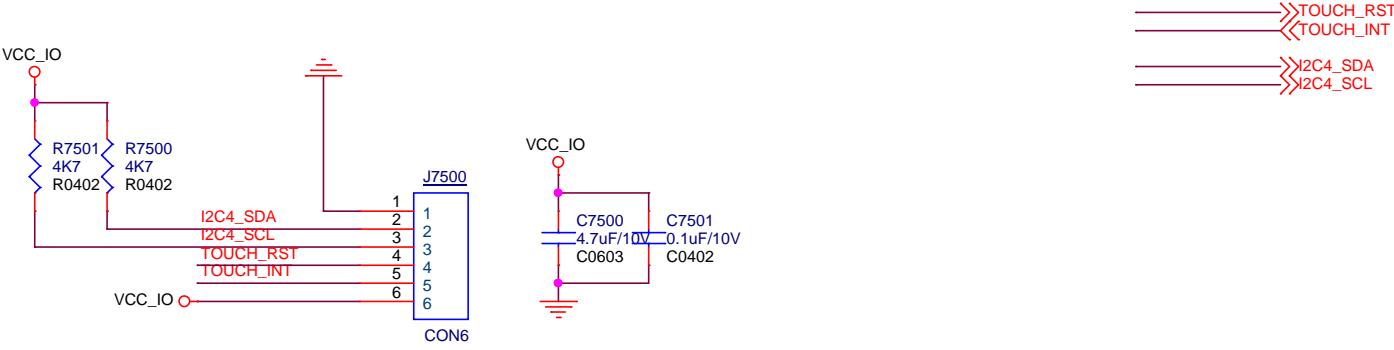 TOUCH_RST
TOUCH_INT
I2C4_SDA
I2C4_SCL
VCC_IO
R7501
4K7
R0402
R7500
4K7
R0402
I2C4_SDA
I2C4_SCL
TOUCH_RST
TOUCH_INT
VCC_IO
J7500
1
2
3
4
5
6
1
2
3
4
5
6
CON6
VCC_IO
C7500
4.7uF/10V
C0603
C7501
0.1uF/10V
C0402